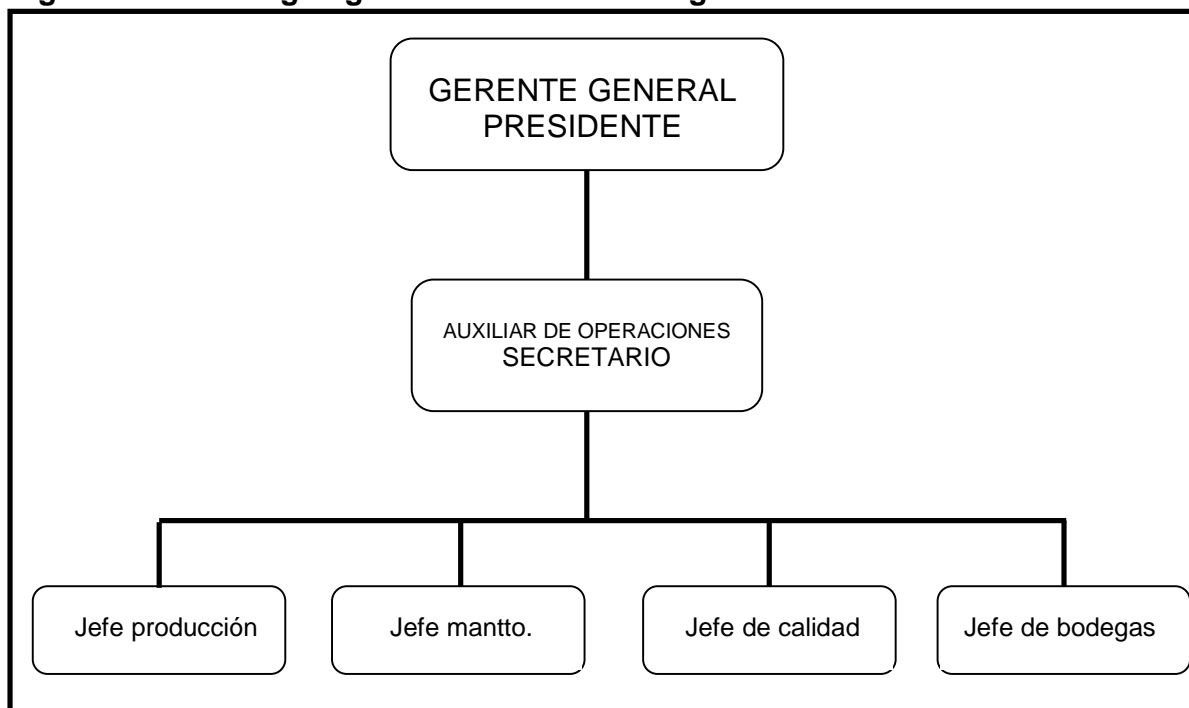 GERENTE GENERAL
PRESIDENTE
AUXILIAR DE OPERACIONES
SECRETARIO
Jefe producción
Jefe mantto.
Jefe de calidad
Jefe de bodegas